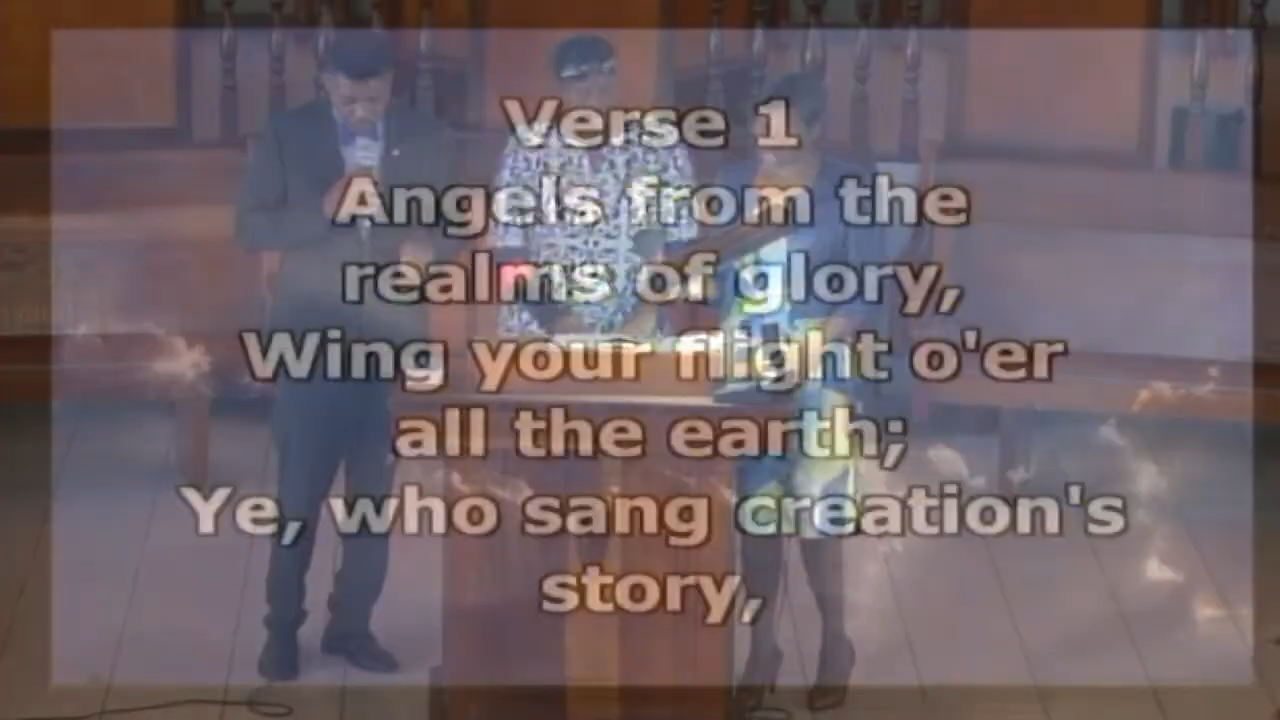 Verse 1
Angels from the
realms of glory,
Wing your flight o'er
all the earth;
Ye, who sang creation's
story,